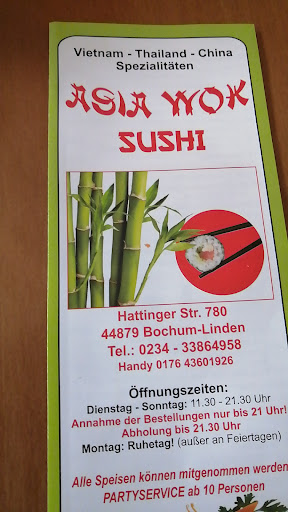 Vietnam - Thailand - China
Spezialitäten
ASIA WOK
SUSHI
Hattinger Str. 780
44879 Bochum-Linden
Tel.: 0234 - 33864958
Handy 0176 43601926
Öffnungszeiten:
Dienstag - Sonntag: 11.30 - 21.30 Uhr
Annahme der Bestellungen nur bis 21 Uhr!
Abholung bis 21.30 Uhr
Montag: Ruhetag! (außer an Feiertagen)
Alle Speisen können mitgenommen werden
PARTYSERVICE ab 10 Personen